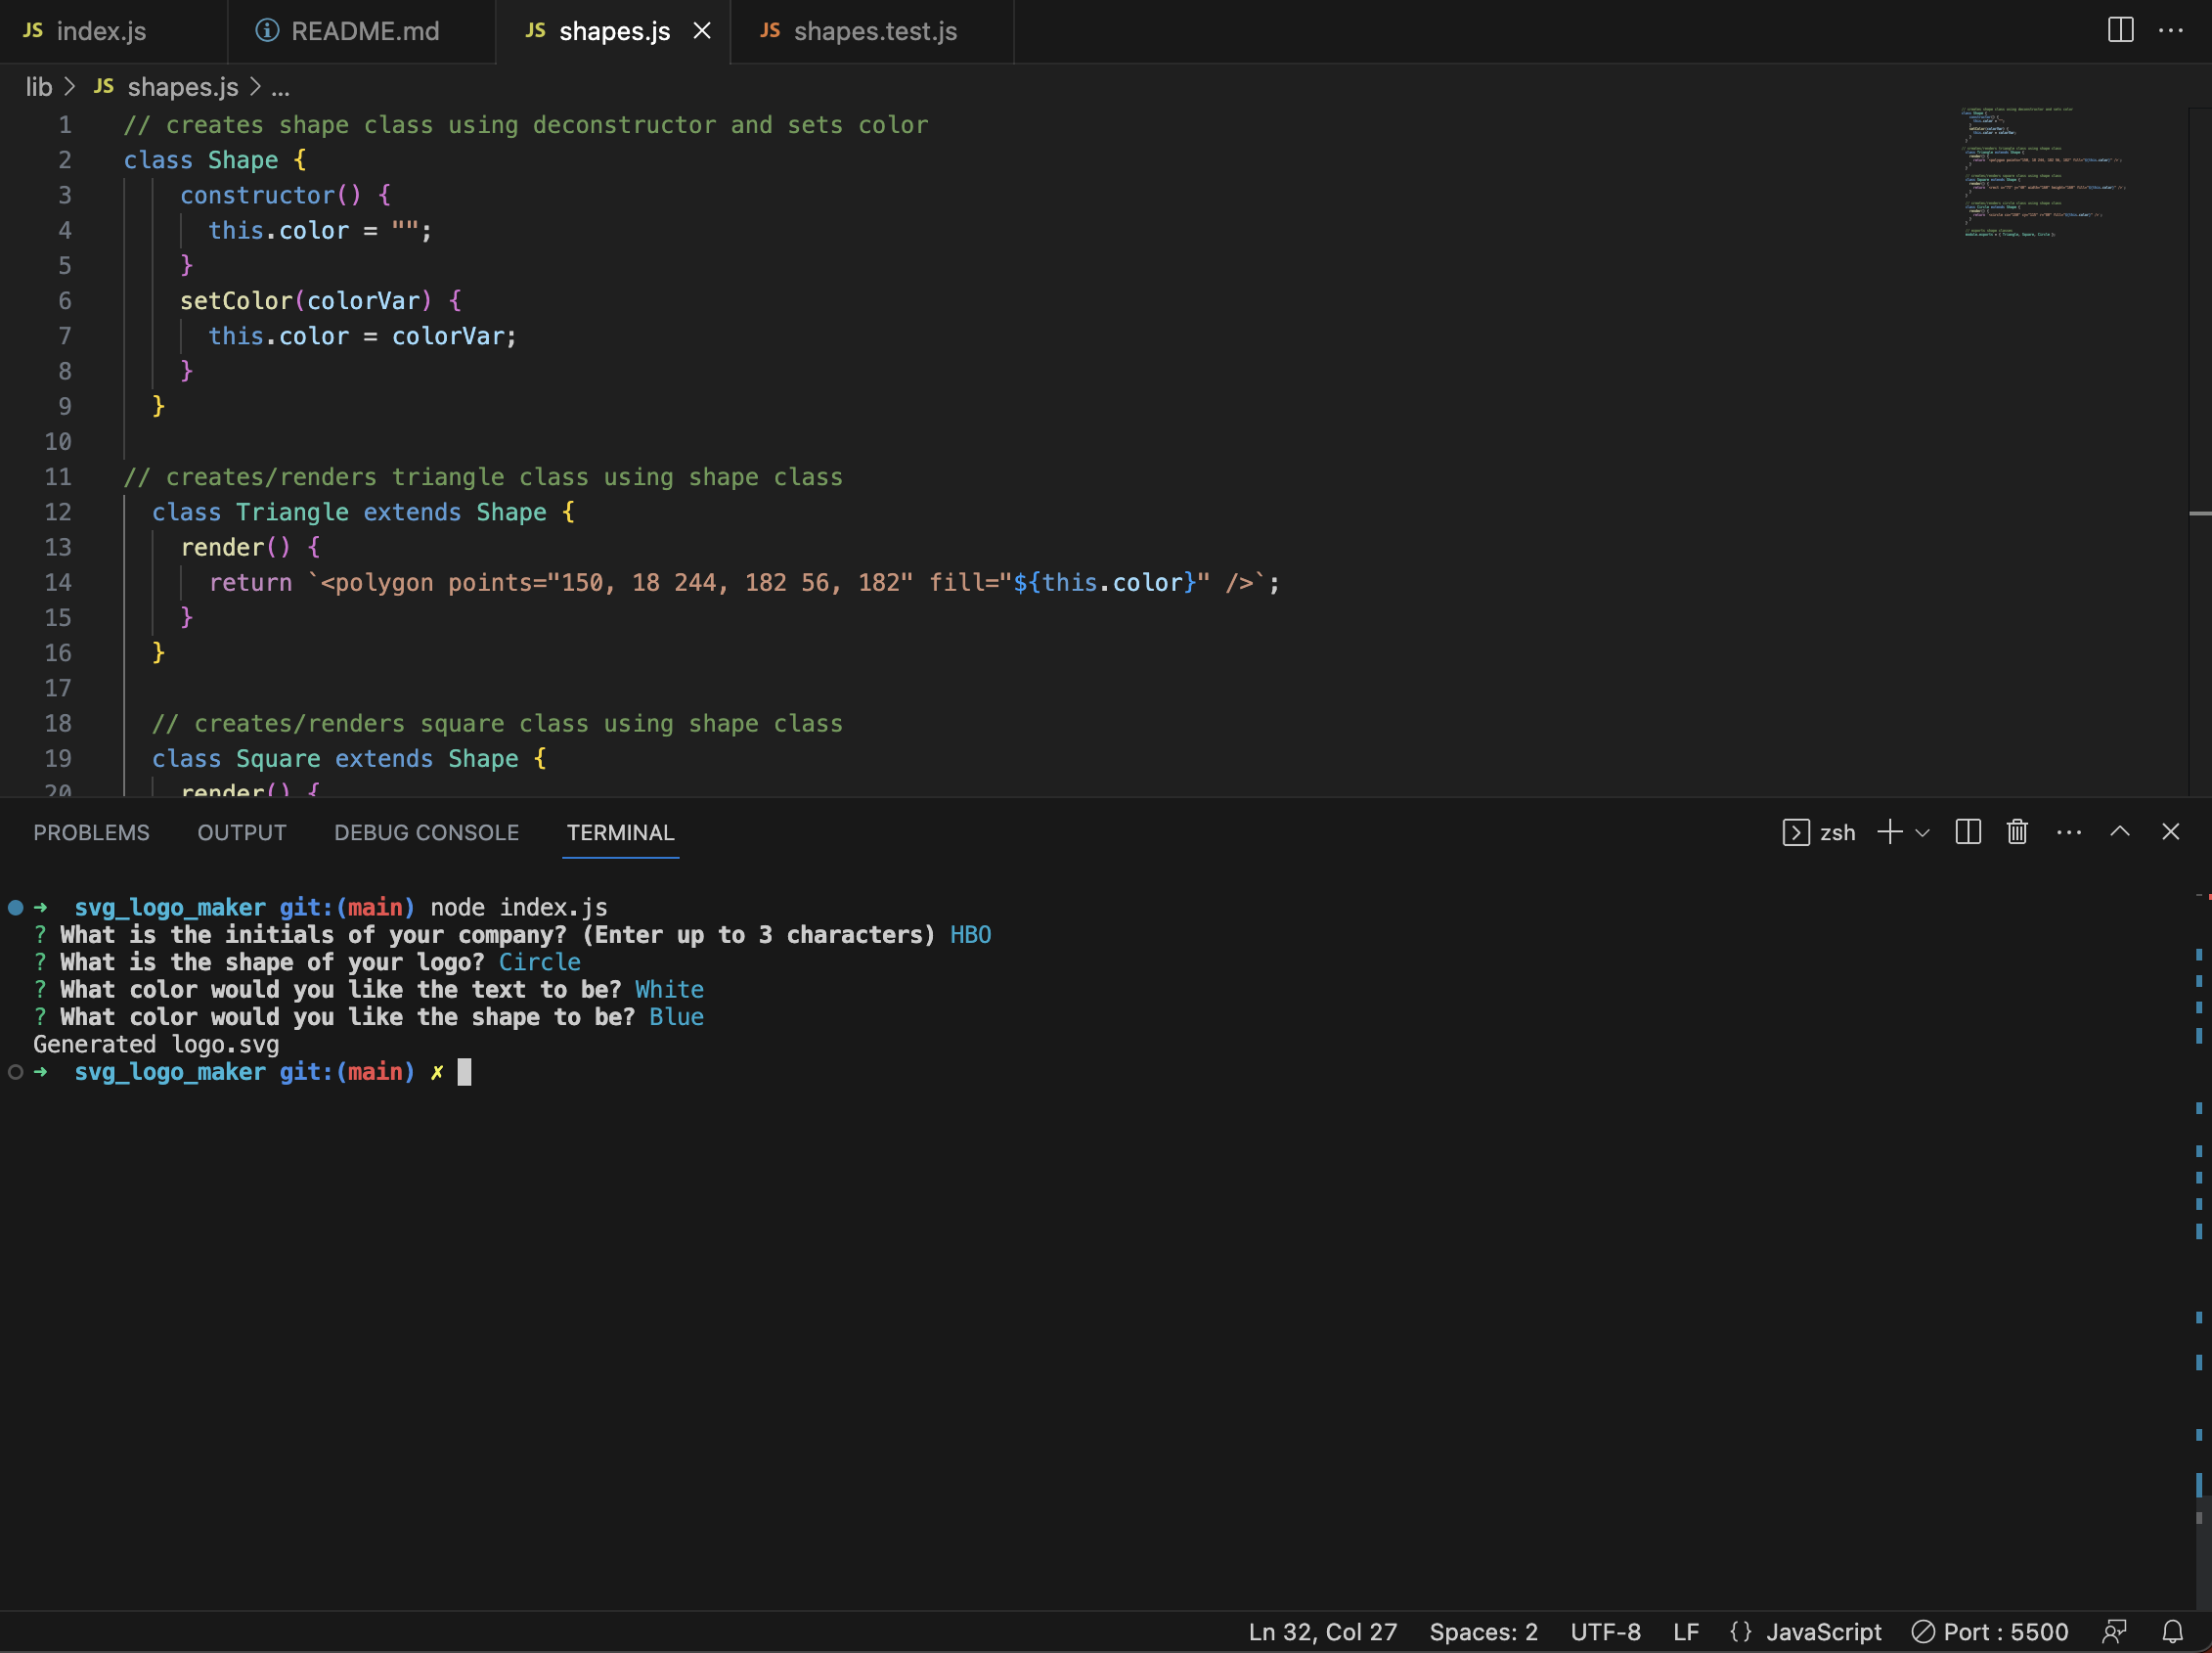 JS index.js README.md JS shapes.js JS shapes.test.js
lib > JS shapes.js > ...
1 // creates shape class using deconstructor and sets color
2 class Shape {
3 constructor() {
4 this.color = "";
5 }
6 setColor(colorVar) {
7 this.color = colorVar;
8 }
9 }
10
11 // creates/renders triangle class using shape class
12 class Triangle extends Shape {
13 render() {
14 return `<polygon points="150, 18 244, 182 56, 182" fill="${this.color}" />`;
15 }
16 }
17
18 // creates/renders square class using shape class
19 class Square extends Shape {
20 render() {
PROBLEMS OUTPUT DEBUG CONSOLE TERMINAL zsh
➜ svg_logo_maker git:(main) node index.js
? What is the initials of your company? (Enter up to 3 characters) HBO
? What is the shape of your logo? Circle
? What color would you like the text to be? White
? What color would you like the shape to be? Blue
Generated logo.svg
➜ svg_logo_maker git:(main) ✗
Ln 32, Col 27 Spaces: 2 UTF-8 LF {} JavaScript Port : 5500